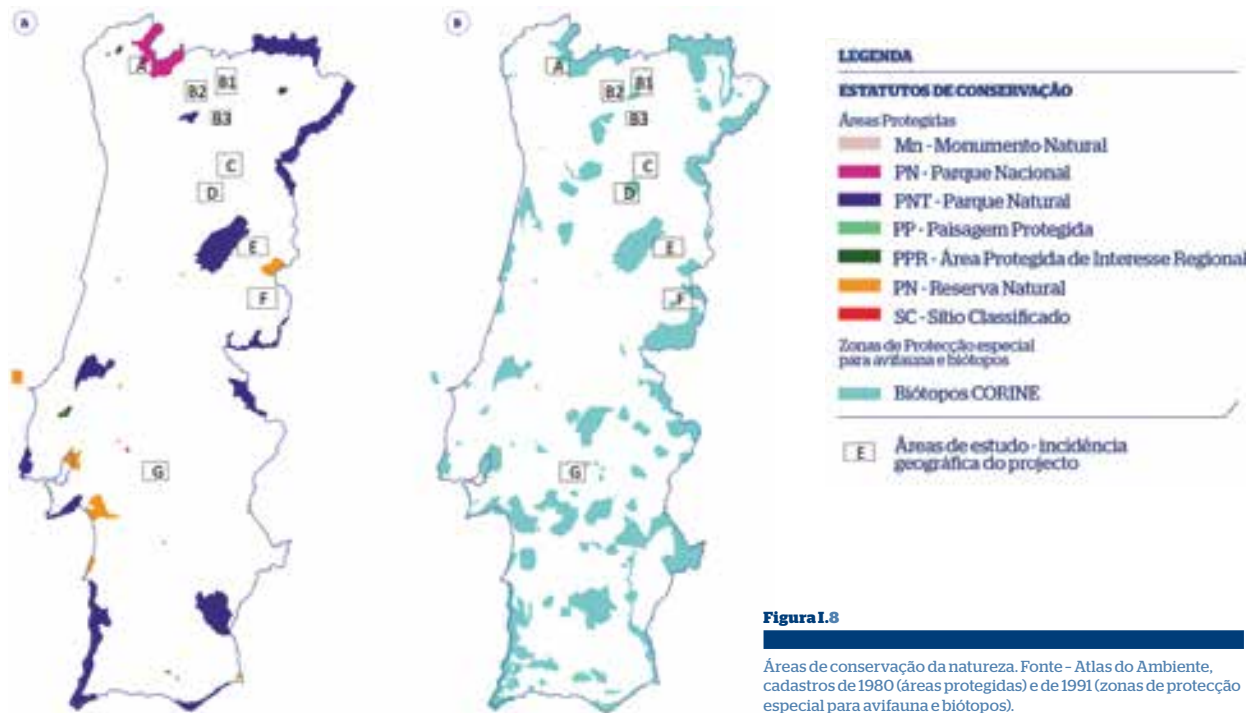 a
A
B1
B2
B3
C
D
E
F
G
b
A
B1
B2
B3
C
D
E
F
G
LEGENDA
ESTATUTOS DE CONSERVAÇÃO
Áreas Protegidas
Mn - Monumento Natural
PN - Parque Nacional
PNT - Parque Natural
PP - Paisagem Protegida
PPR - Área Protegida de Interesse Regional
PN - Reserva Natural
SC - Sítio Classificado
Zonas de Protecção especial
para avifauna e biótopos
Biótopos CORINE
E Áreas de estudo - incidência
geográfica do projecto
Figura I.8
Áreas de conservação da natureza. Fonte – Atlas do Ambiente,
cadastros de 1980 (áreas protegidas) e de 1991 (zonas de protecção
especial para avifauna e biótopos).